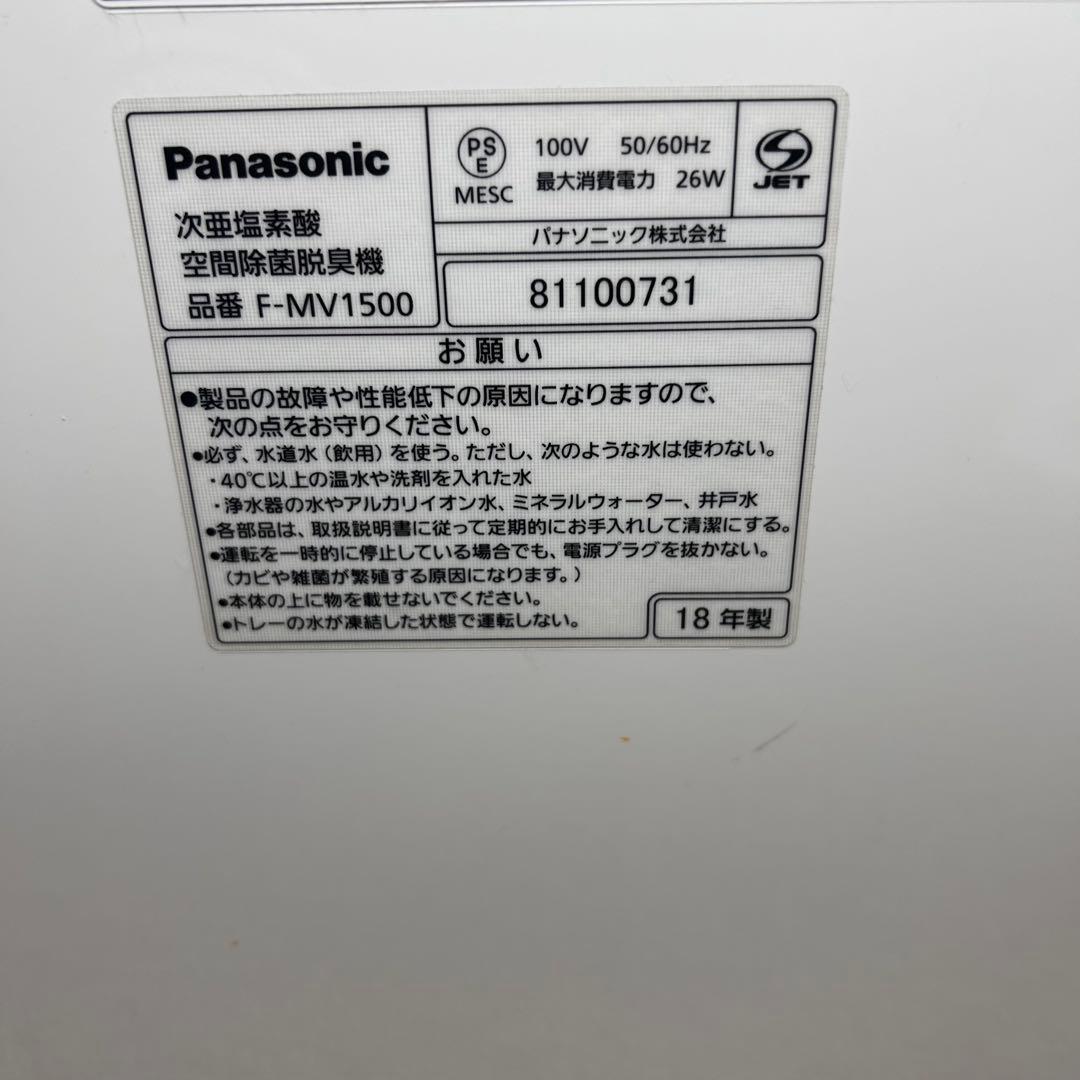 Panasonic
次亜塩素酸
空間除菌脱臭機
品番 F-MV1500
PS
E
MESC
100V 50/60Hz
最大消費電力 26W
JET
パナソニック株式会社
81100731
お願い
●製品の故障や性能低下の原因になりますので、
次の点をお守りください。
●必ず、水道水(飲用)を使う。ただし、次のような水は使わない。
・40℃以上の温水や洗剤を入れた水
・浄水器の水やアルカリイオン水、ミネラルウォーター、井戸水
●各部品は、取扱説明書に従って定期的にお手入れして清潔にする。
●運転を一時的に停止している場合でも、電源プラグを抜かない。
(カビや雑菌が繁殖する原因になります。)
●本体の上に物を載せないでください。
●トレーの水が凍結した状態で運転しない。
18 年製